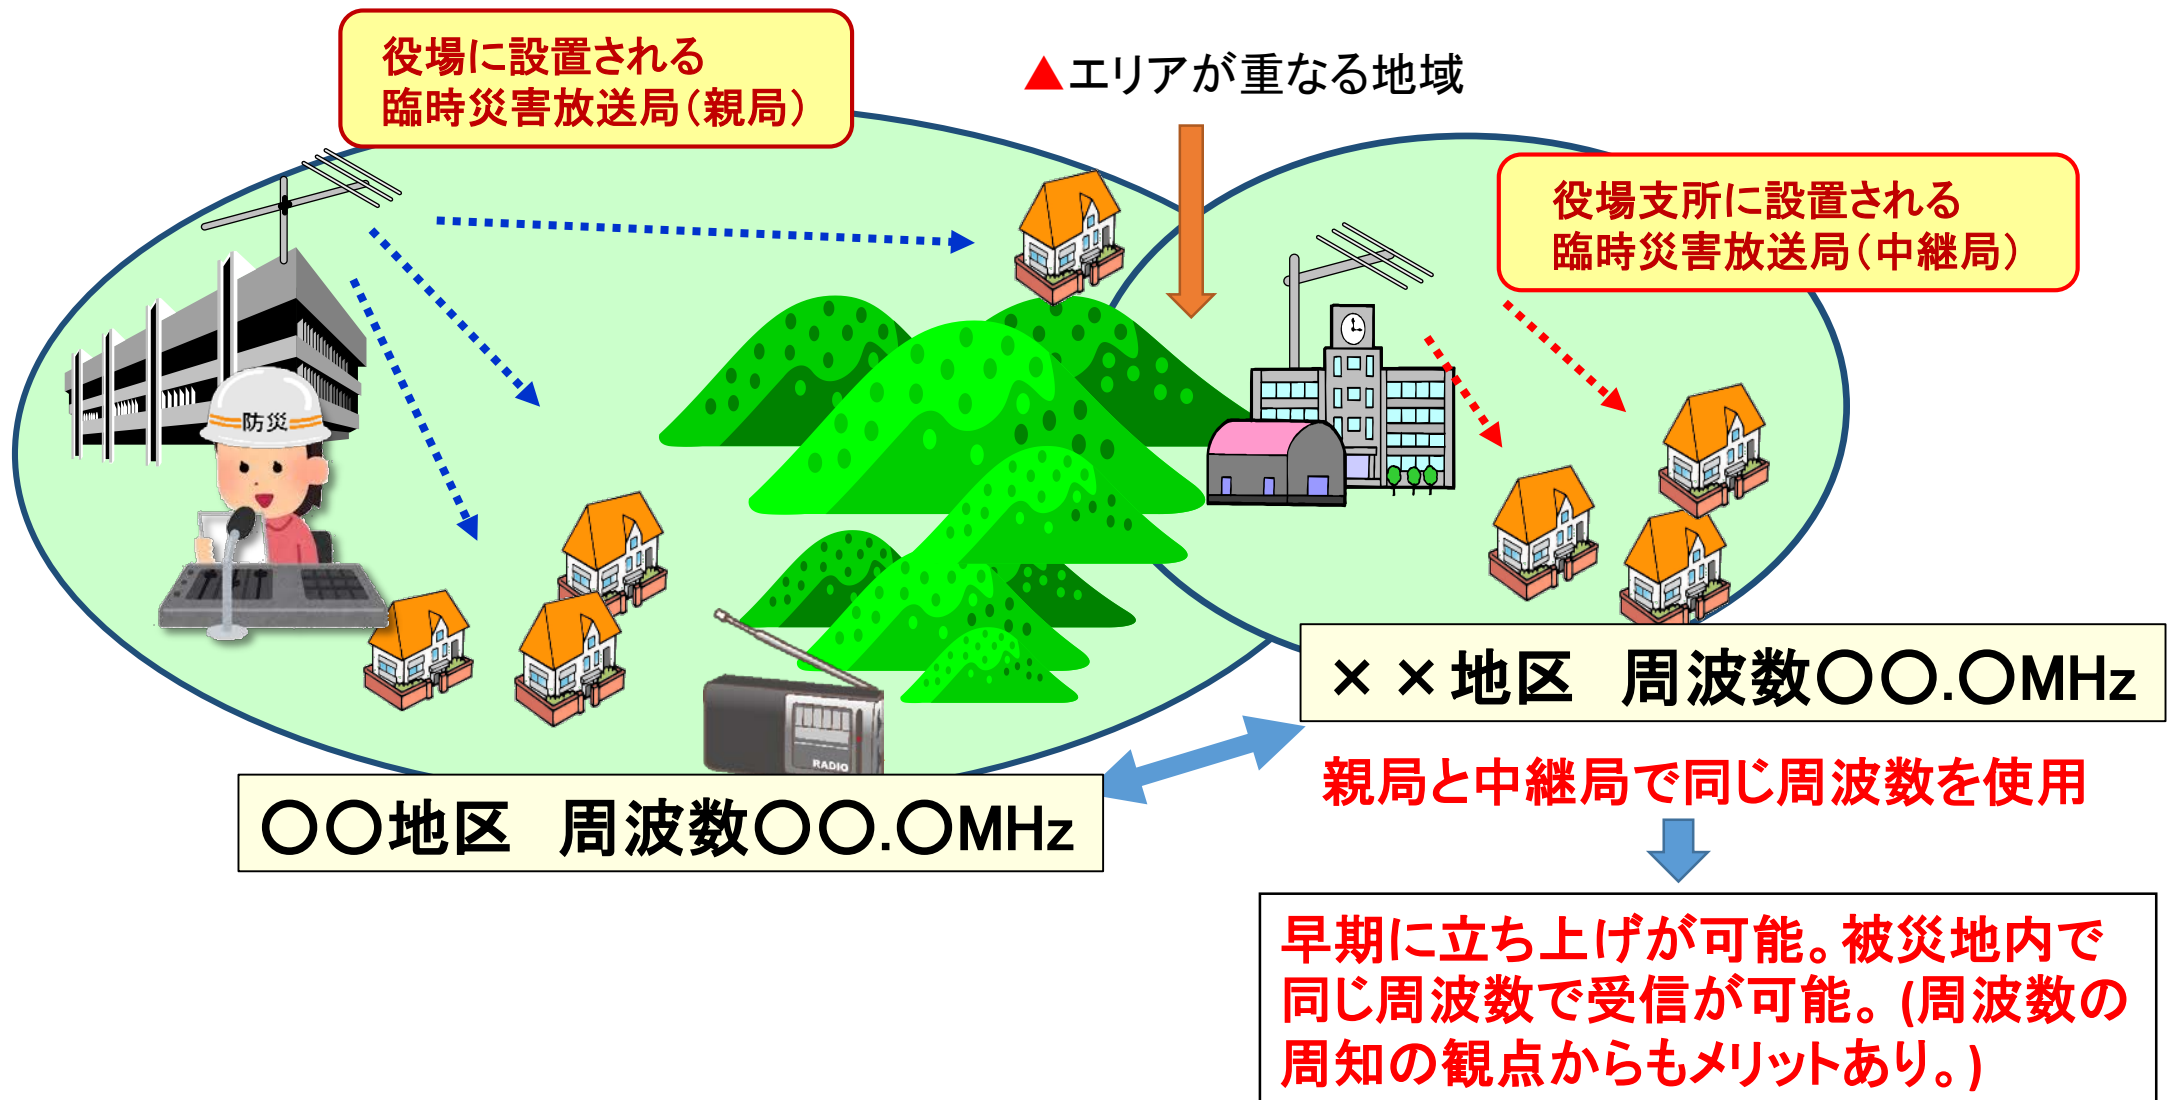 役場に設置される
臨時災害放送局（親局）
▲エリアが重なる地域
役場支所に設置される
臨時災害放送局（中継局）
防災
RADIO
××地区　周波数〇〇.〇MHz
〇〇地区　周波数〇〇.〇MHz
親局と中継局で同じ周波数を使用
早期に立ち上げが可能。被災地内で
同じ周波数で受信が可能。(周波数の
周知の観点からもメリットあり。)